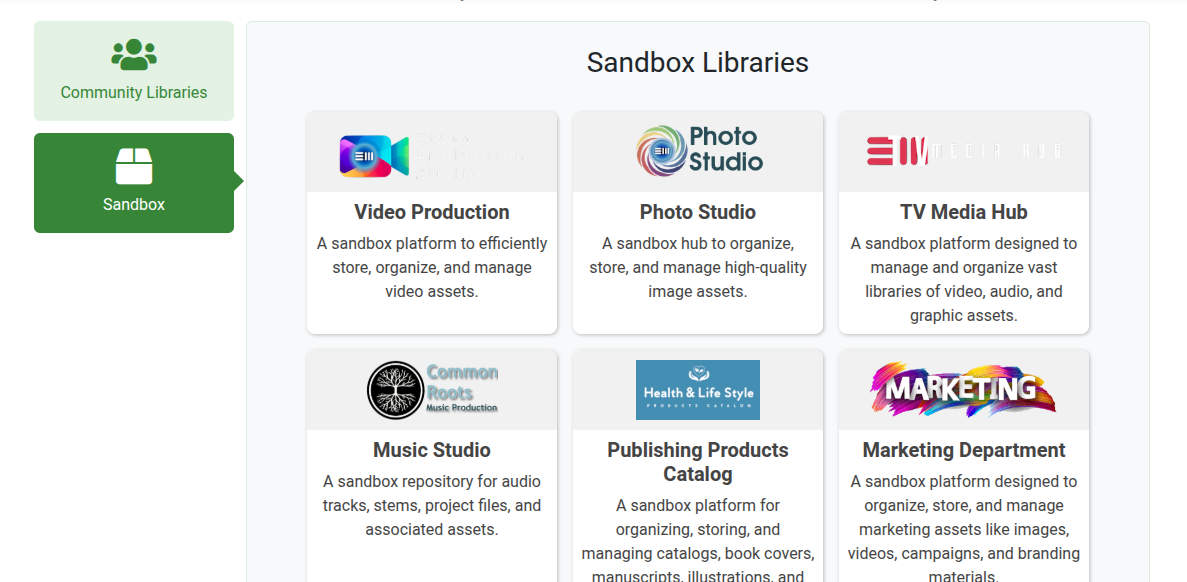 Community Libraries
Sandbox
Sandbox Libraries
Video Production
A sandbox platform to efficiently
store, organize, and manage
video assets.
Photo
Studio
Photo Studio
A sandbox hub to organize,
store, and manage high-quality
image assets.
MEDIA HUB
TV Media Hub
A sandbox platform designed to
manage and organize vast
libraries of video, audio, and
graphic assets.
Common
Roots
Music Production
Music Studio
A sandbox repository for audio
tracks, stems, project files, and
associated assets.
Health & Life Style
PRODUCTS CATALOG
Publishing Products
Catalog
A sandbox platform for
organizing, storing, and
managing catalogs, book covers,
manuscripts, illustrations, and
MARKETING
Marketing Department
A sandbox platform designed to
organize, store, and manage
marketing assets like images,
videos, campaigns, and branding
materials.